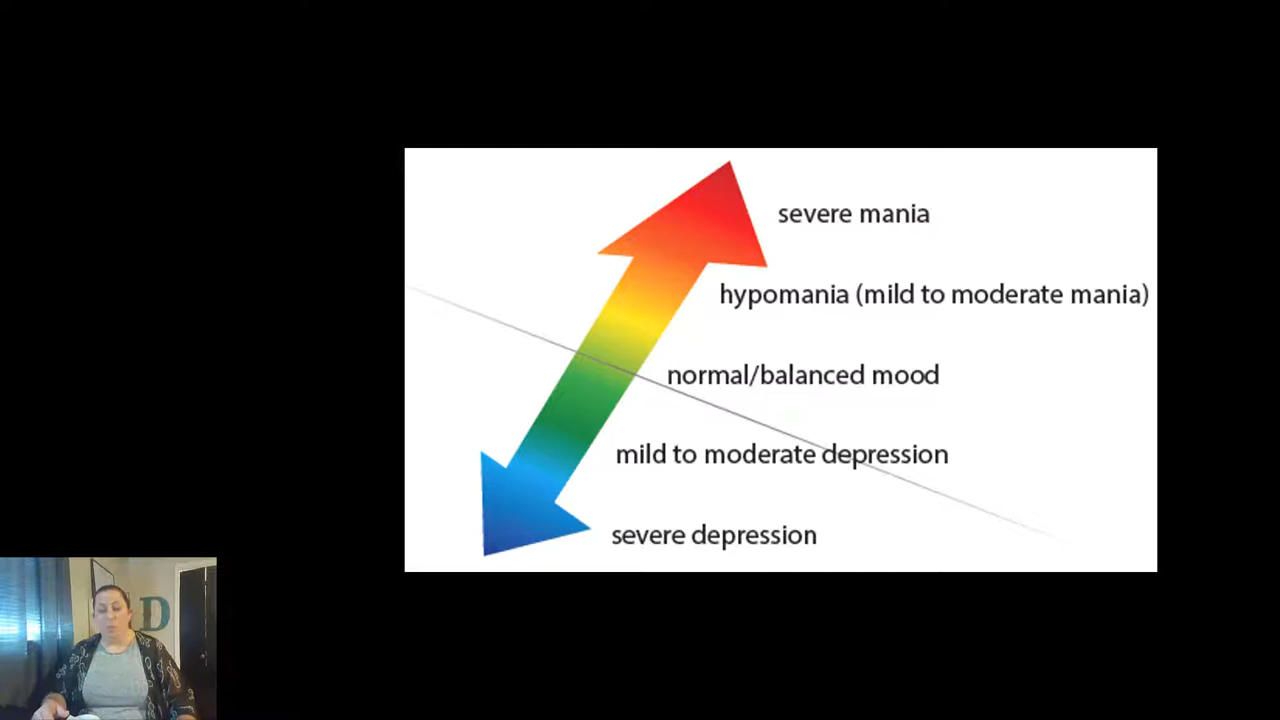 severe mania
hypomania (mild to moderate mania)
normal/balanced mood
mild to moderate depression
severe depression
D